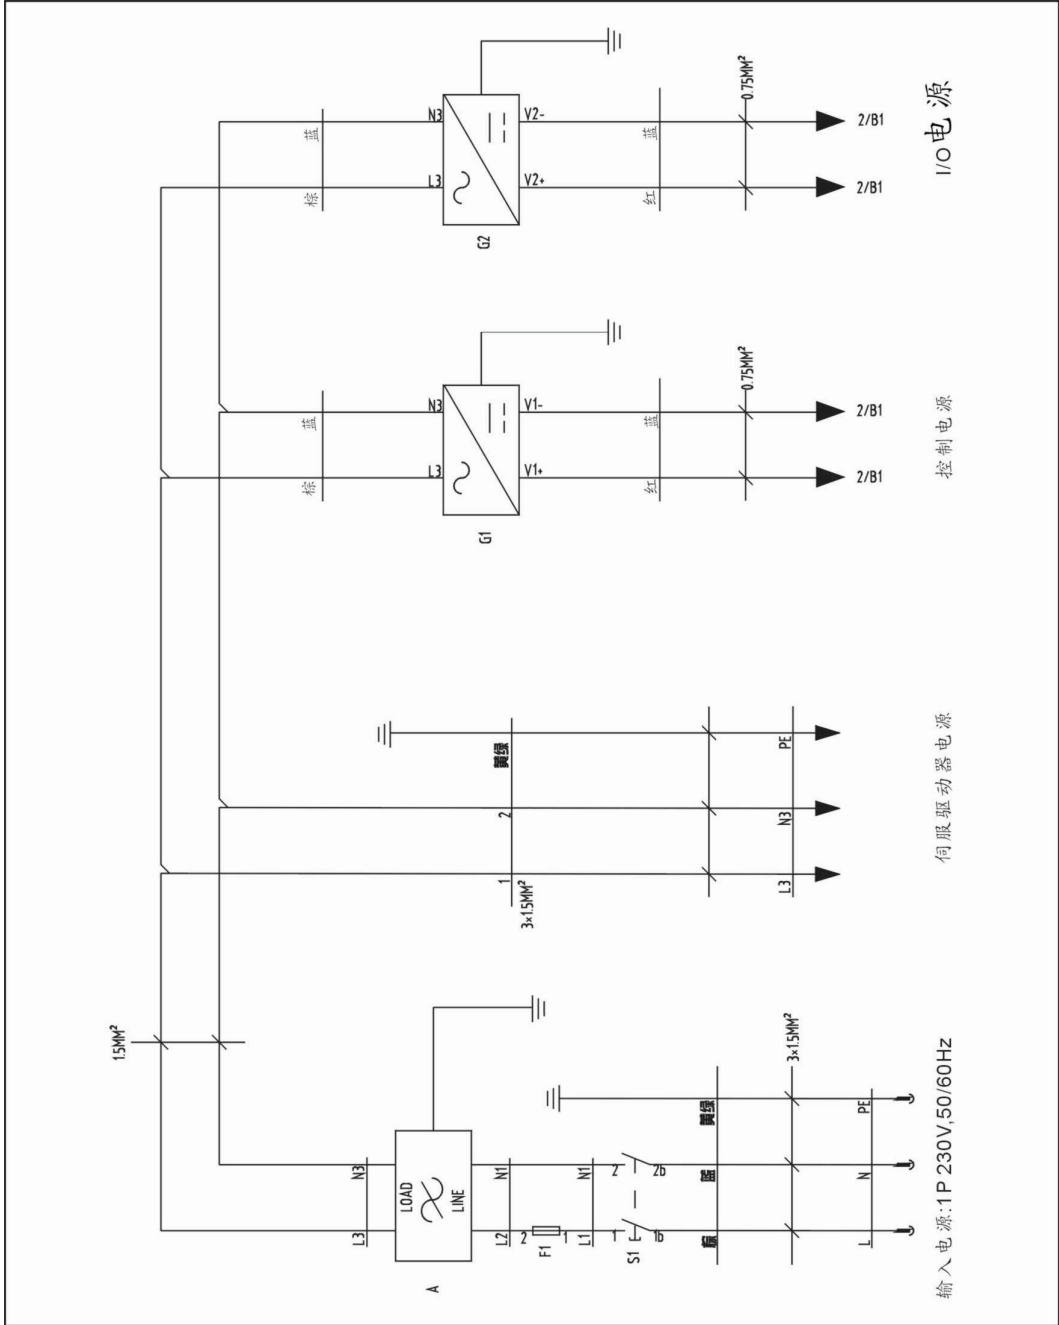 1.5MM²
L3
N3
LOAD
LINE
A
L2
N1
2
F1
1
L1
N1
1
2
S1
1b
2b
棕
蓝
黄绿
3×1.5MM²
L
N
PE
输入电源:1P 230V,50/60Hz
1
2
黄绿
3×1.5MM²
L3
N3
PE
伺服驱动器电源
棕
蓝
L3
N3
G1
V1+
V1-
红
蓝
0.75MM²
2/B1
2/B1
控制电源
棕
蓝
L3
N3
G2
V2+
V2-
红
蓝
0.75MM²
2/B1
2/B1
I/O电源